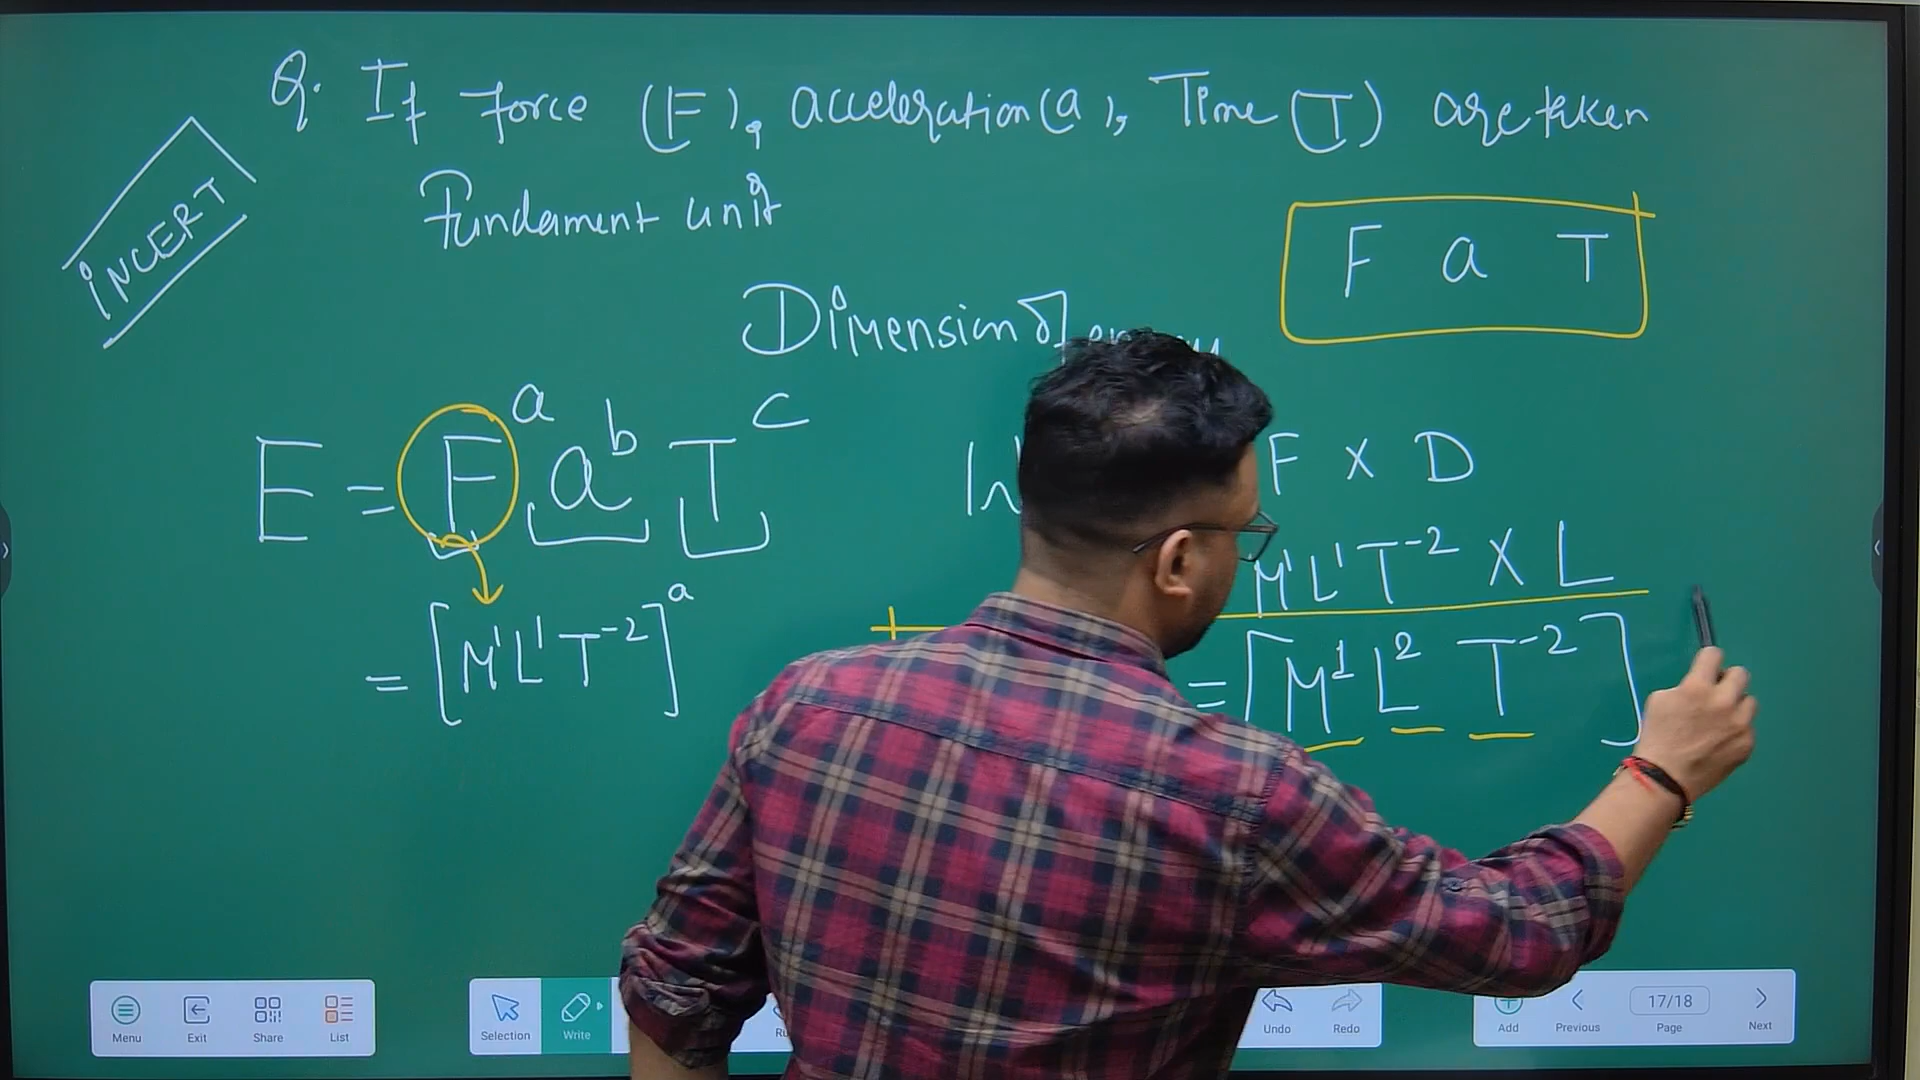 Q. If force (F), acceleration (a), Time (T) are taken
Fundament unit
iNCERT
F a T
Dimension of
E = F^a a^b T^c
F x D
= [M^1 L^1 T^-2]^a
M^1 L^1 T^-2 x L
= [M^1 L^2 T^-2]
Menu Exit Share List Selection Write Undo Redo Add Previous 17/18 Page Next